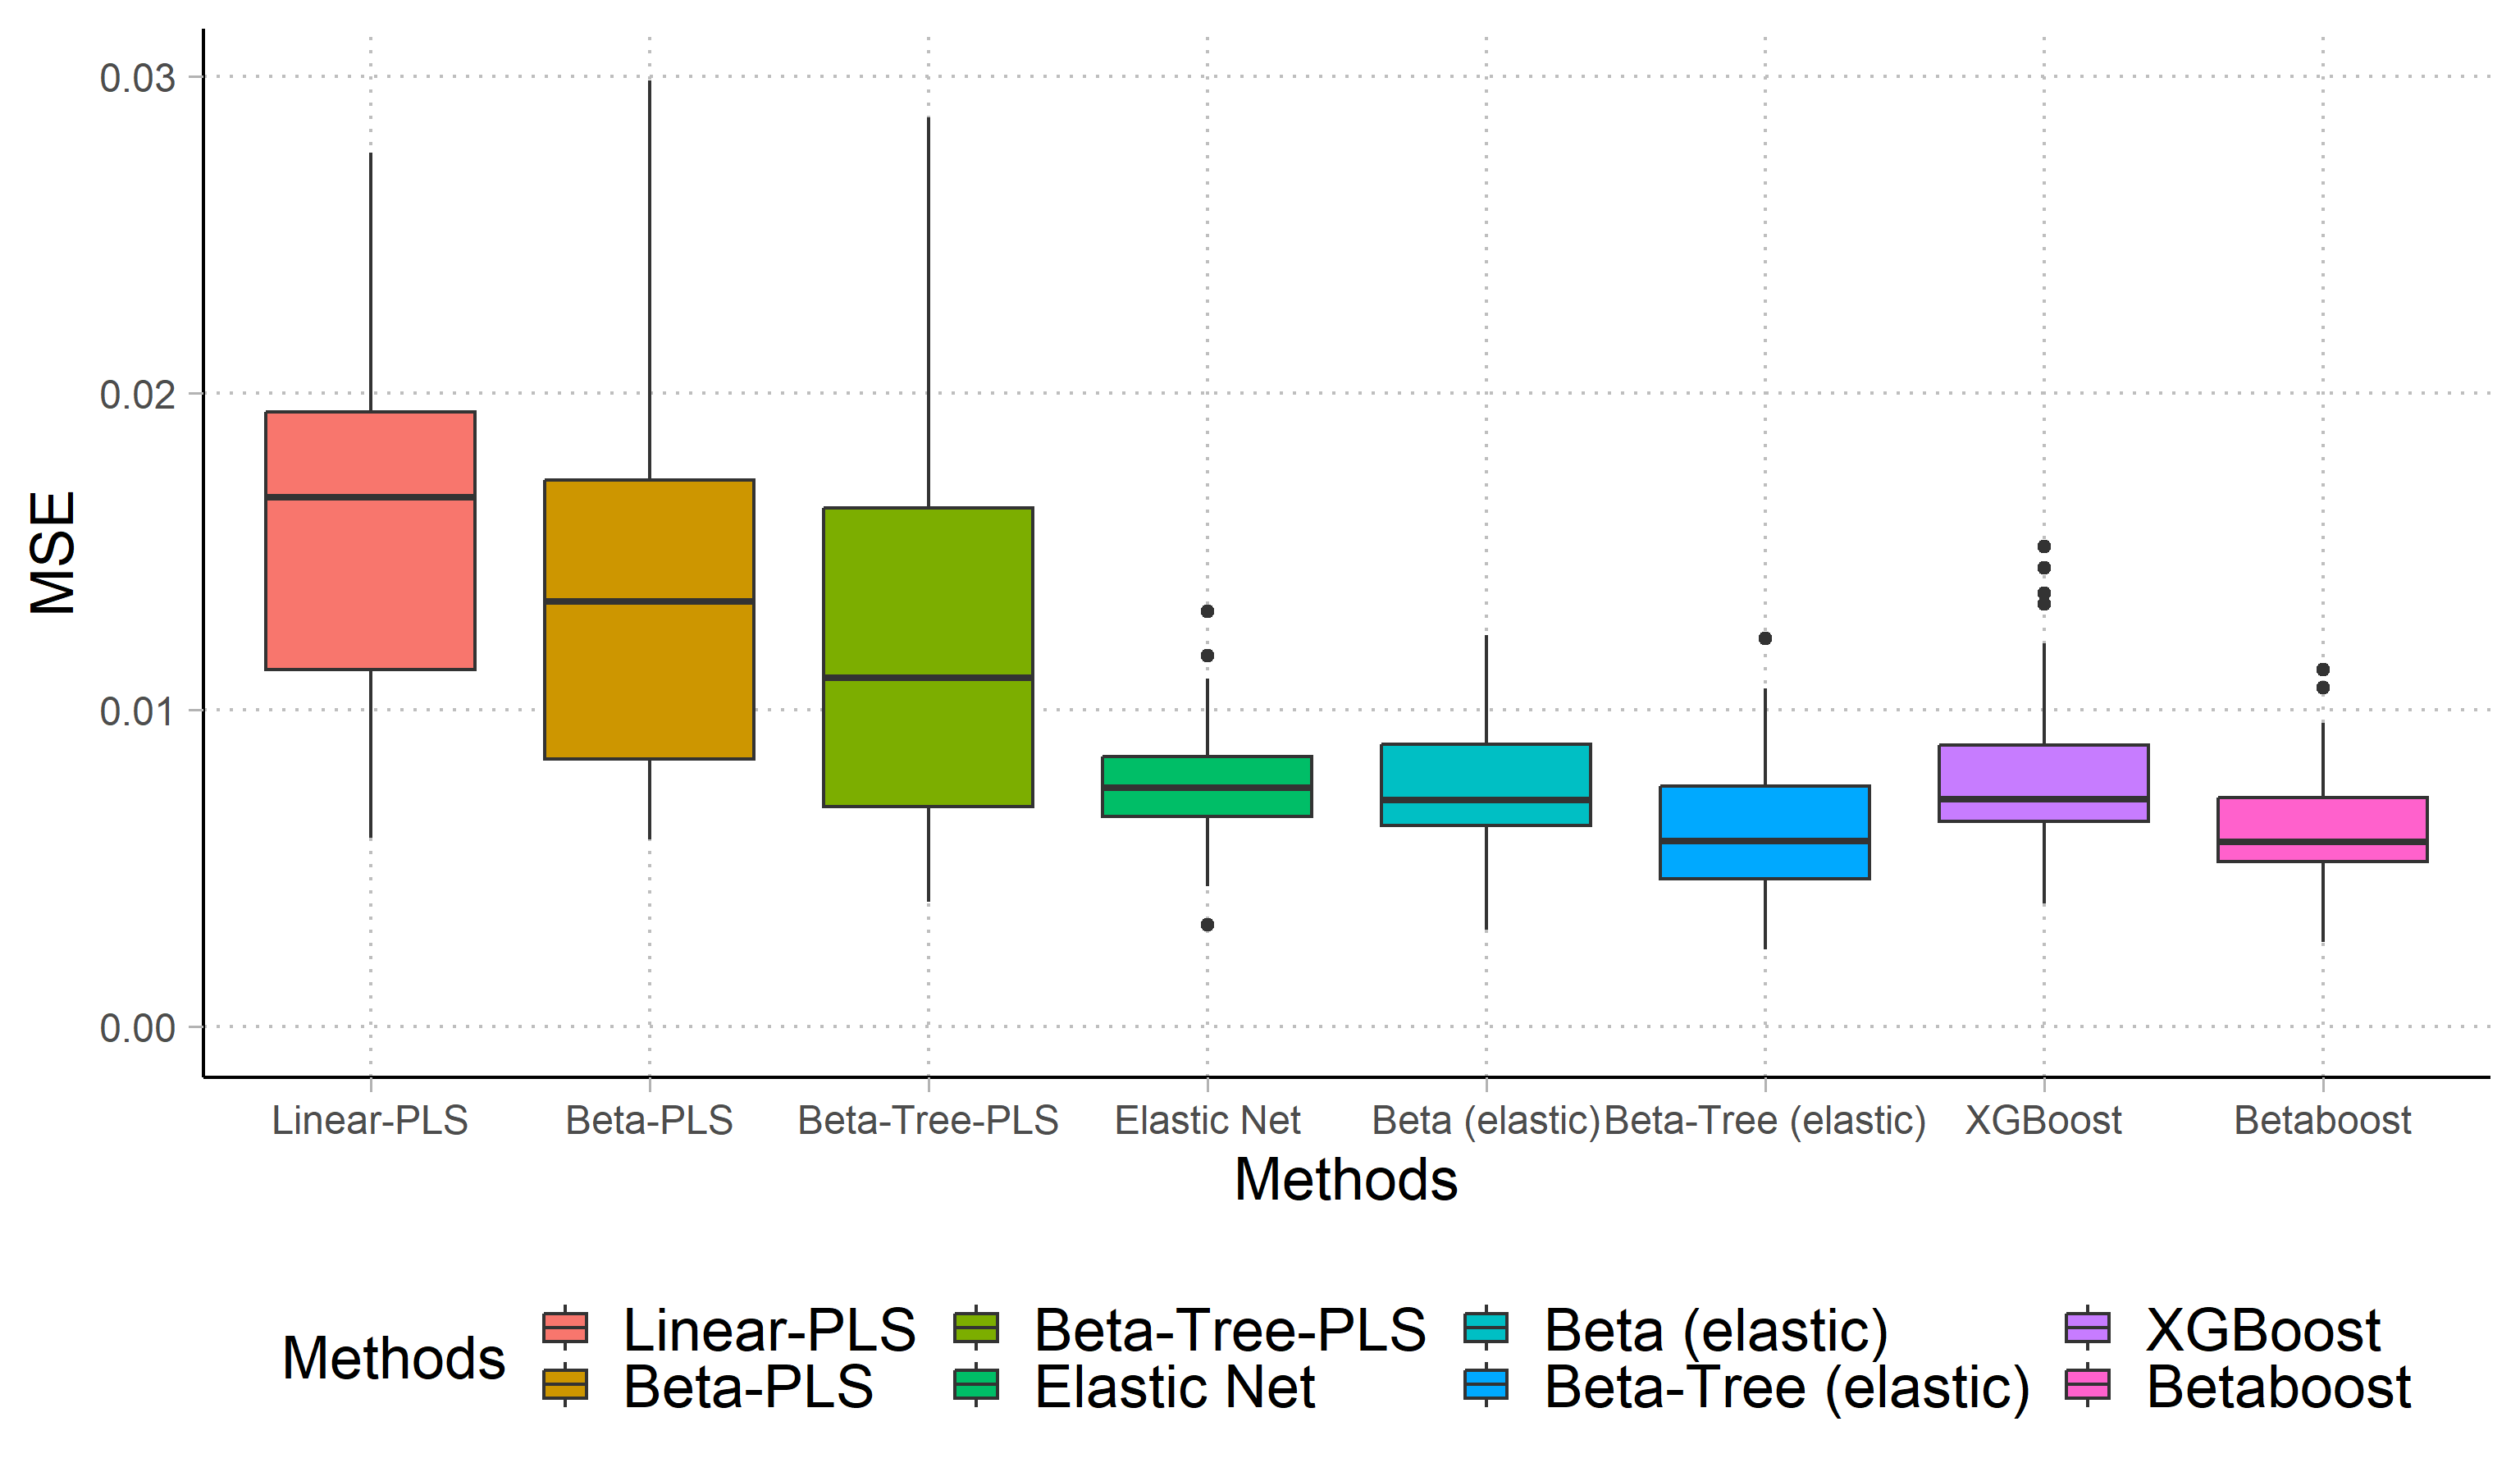 0.03
0.02
0.01
0.00
MSE
Linear-PLS Beta-PLS Beta-Tree-PLS Elastic Net Beta (elastic) Beta-Tree (elastic) XGBoost Betaboost
Methods
Methods
Linear-PLS Beta-Tree-PLS Beta (elastic) XGBoost
Beta-PLS Elastic Net Beta-Tree (elastic) Betaboost